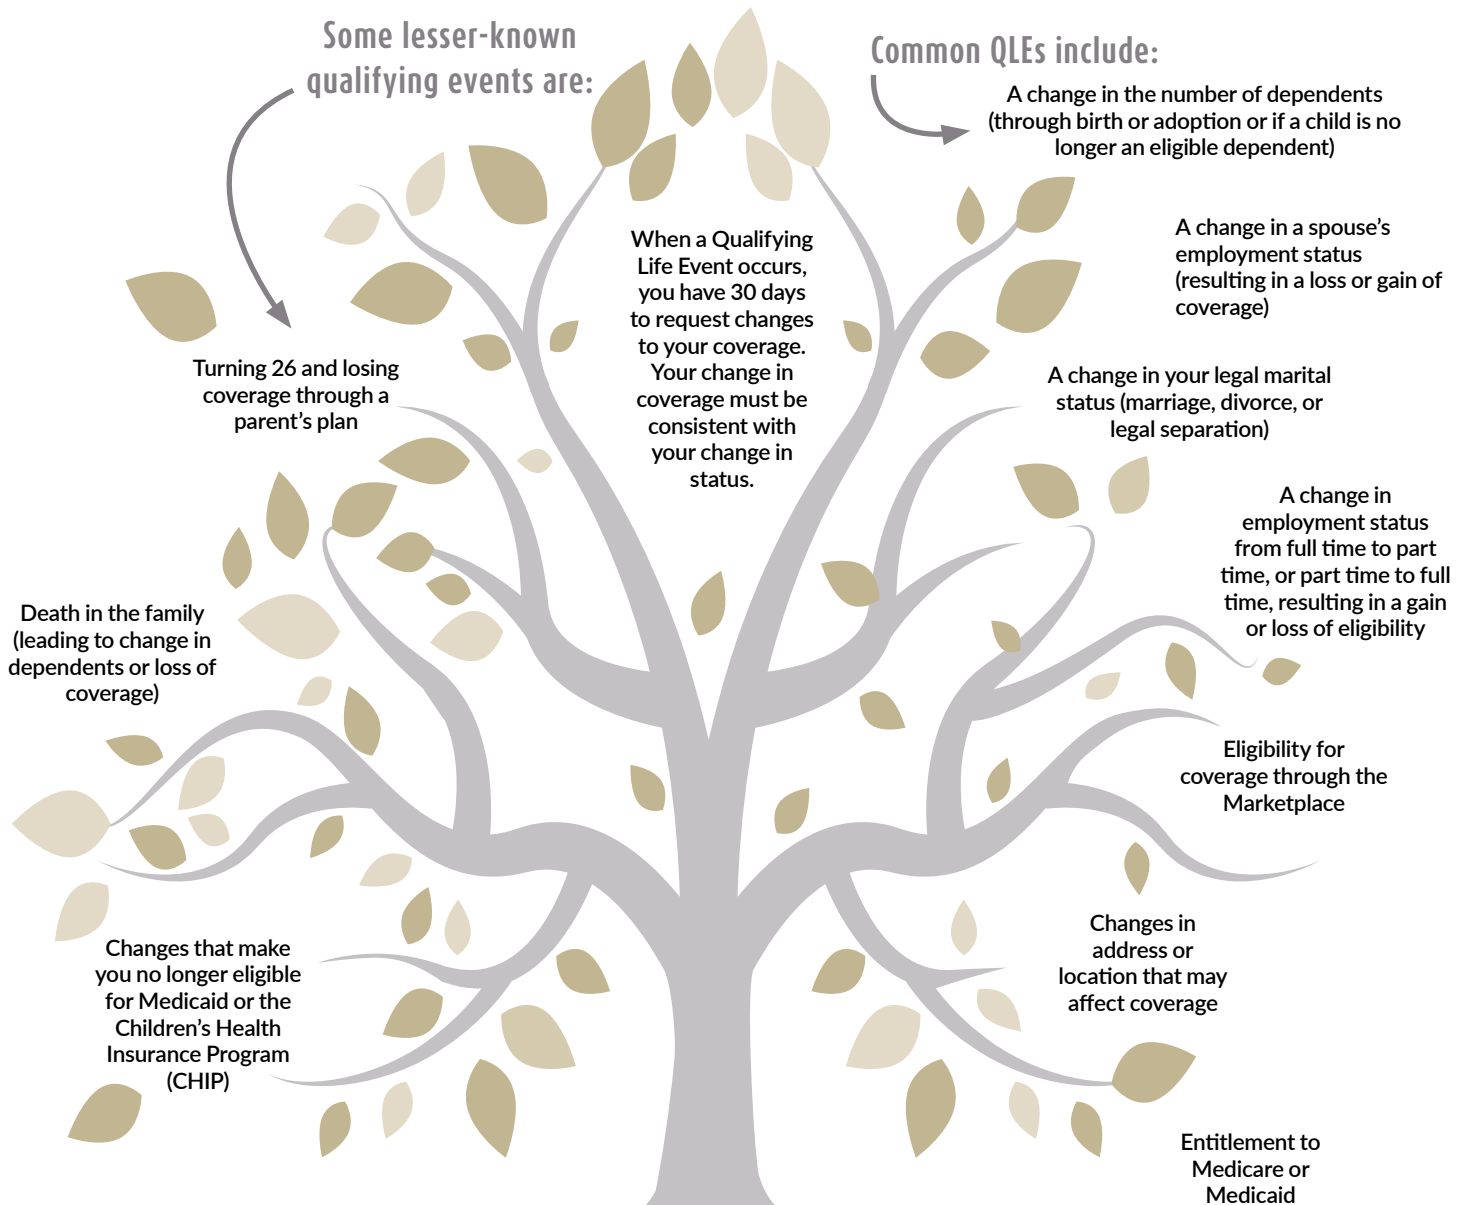 Some lesser-known
qualifying events are:
Turning 26 and losing
coverage through a
parent’s plan
Death in the family
(leading to change in
dependents or loss of
coverage)
Changes that make
you no longer eligible
for Medicaid or the
Children’s Health
Insurance Program
(CHIP)
When a Qualifying
Life Event occurs,
you have 30 days
to request changes
to your coverage.
Your change in
coverage must be
consistent with
your change in
status.
Common QLEs include:
A change in the number of dependents
(through birth or adoption or if a child is no
longer an eligible dependent)
A change in a spouse’s
employment status
(resulting in a loss or gain of
coverage)
A change in your legal marital
status (marriage, divorce, or
legal separation)
A change in
employment status
from full time to part
time, or part time to full
time, resulting in a gain
or loss of eligibility
Eligibility for
coverage through the
Marketplace
Changes in
address or
location that may
affect coverage
Entitlement to
Medicare or
Medicaid